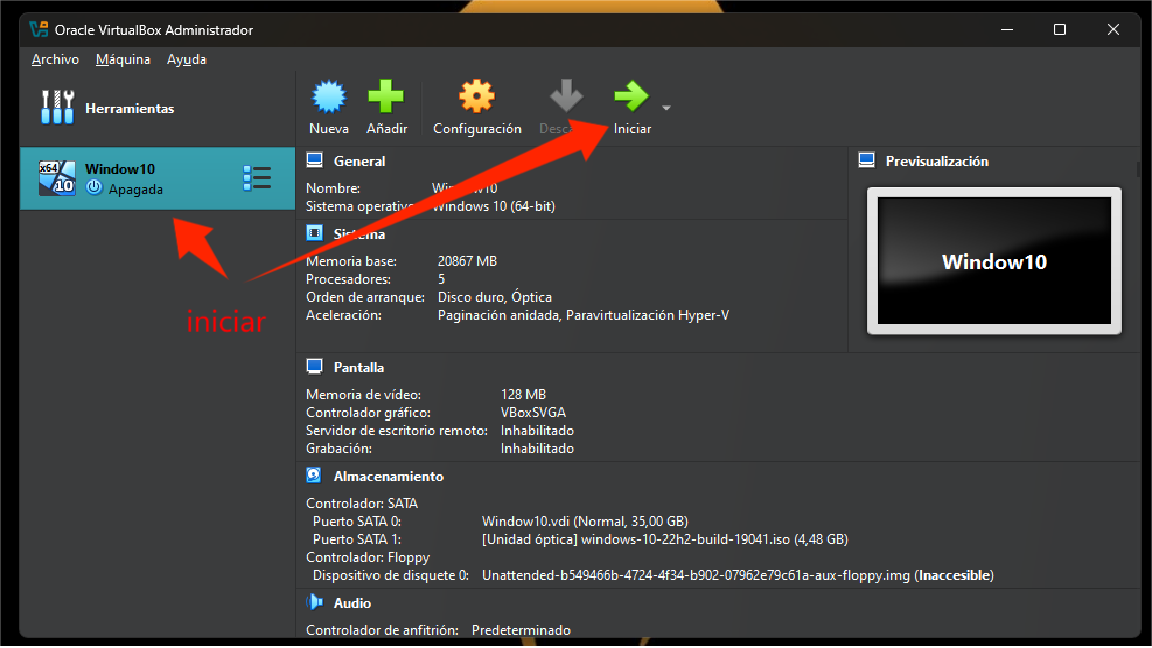 Oracle VirtualBox Administrador
Archivo Máquina Ayuda
Herramientas
Nueva Añadir Configuración Iniciar
x64
10
Window10
Apagada
iniciar
General
Nombre: Window10
Sistema operativo: Windows 10 (64-bit)
Sistema
Memoria base: 20867 MB
Procesadores: 5
Orden de arranque: Disco duro, Óptica
Aceleración: Paginación anidada, Paravirtualización Hyper-V
Previsualización
Window10
Pantalla
Memoria de vídeo: 128 MB
Controlador gráfico: VBoxSVGA
Servidor de escritorio remoto: Inhabilitado
Grabación: Inhabilitado
Almacenamiento
Controlador: SATA
Puerto SATA 0: Window10.vdi (Normal, 35,00 GB)
Puerto SATA 1: [Unidad óptica] windows-10-22h2-build-19041.iso (4,48 GB)
Controlador: Floppy
Dispositivo de disquete 0: Unattended-b549466b-4724-4f34-b902-07962e79c61a-aux-floppy.img (Inaccesible)
Audio
Controlador de anfitrión: Predeterminado